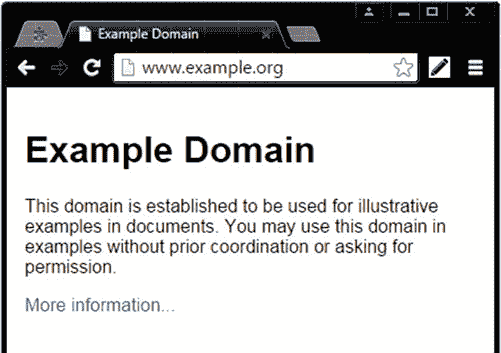 Example Domain
www.example.org
Example Domain
This domain is established to be used for illustrative
examples in documents. You may use this domain in
examples without prior coordination or asking for
permission.
More information...